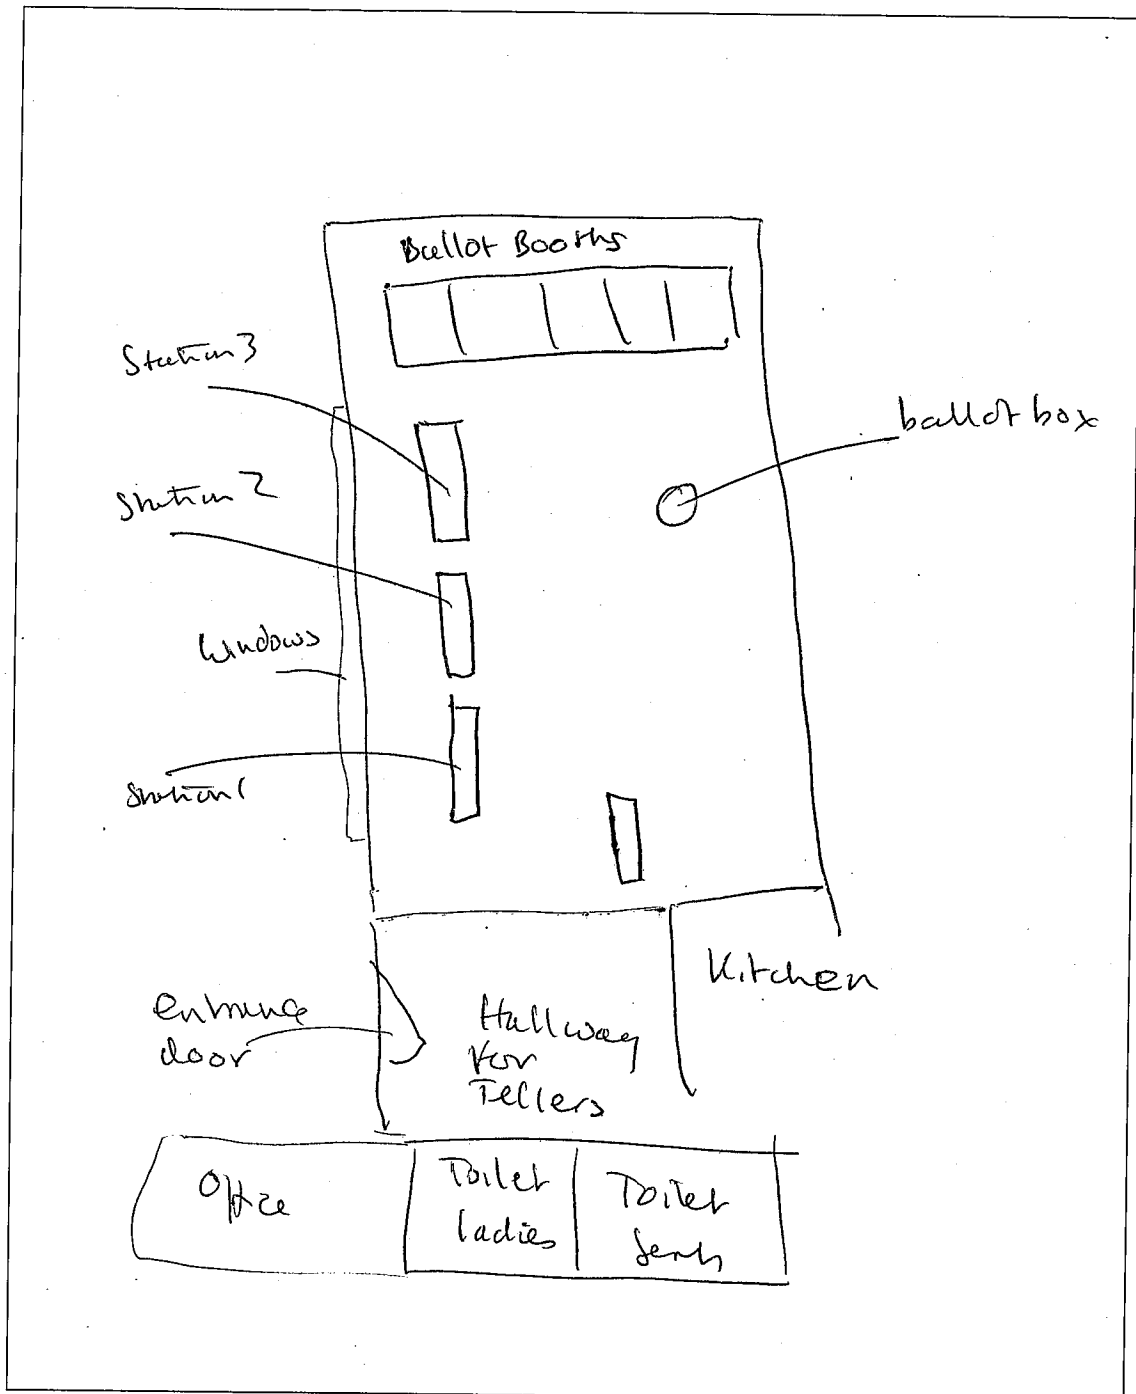 Ballot Booths
Station 3
ballot box
Station 2
Windows
Station 1
Kitchen
entrance
door
Hallway
for
Tellers
Office
Toilet
ladies
Toilet
Gents